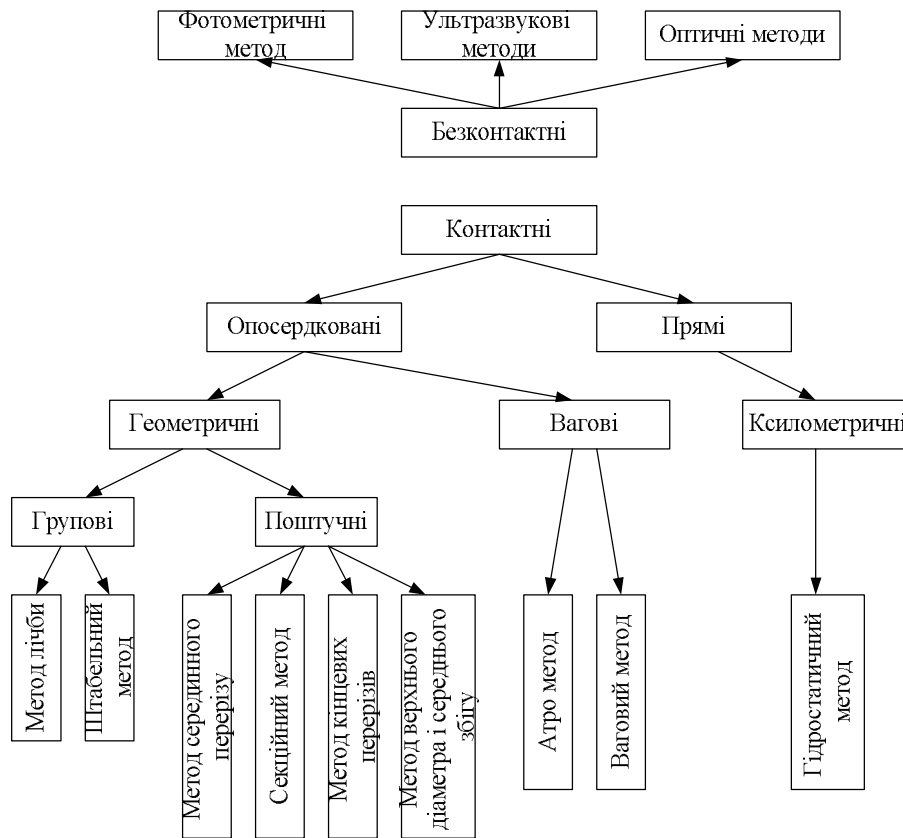 Фотометричні
метод
Ультразвукові
методи
Оптичні методи
Безконтактні
Контактні
Опосердковані
Прямі
Геометричні
Вагові
Ксилометричні
Групові
Поштучні
Метод лічби
Штабельний
метод
Метод серединного
перерізу
Секційний метод
Метод кінцевих
перерізів
Метод верхнього
діаметра і середнього
збігу
Атро метод
Ваговий метод
Гідростатичний
метод